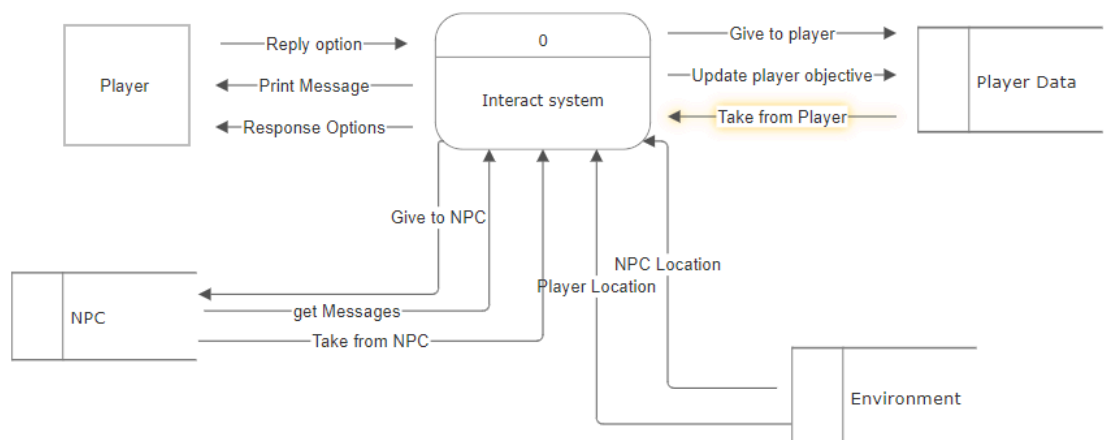 0
Reply option
Give to player
Player
Print Message
Interact system
Update player objective
Player Data
Response Options
Take from Player
Give to NPC
NPC Location
Player Location
get Messages
NPC
Take from NPC
Environment